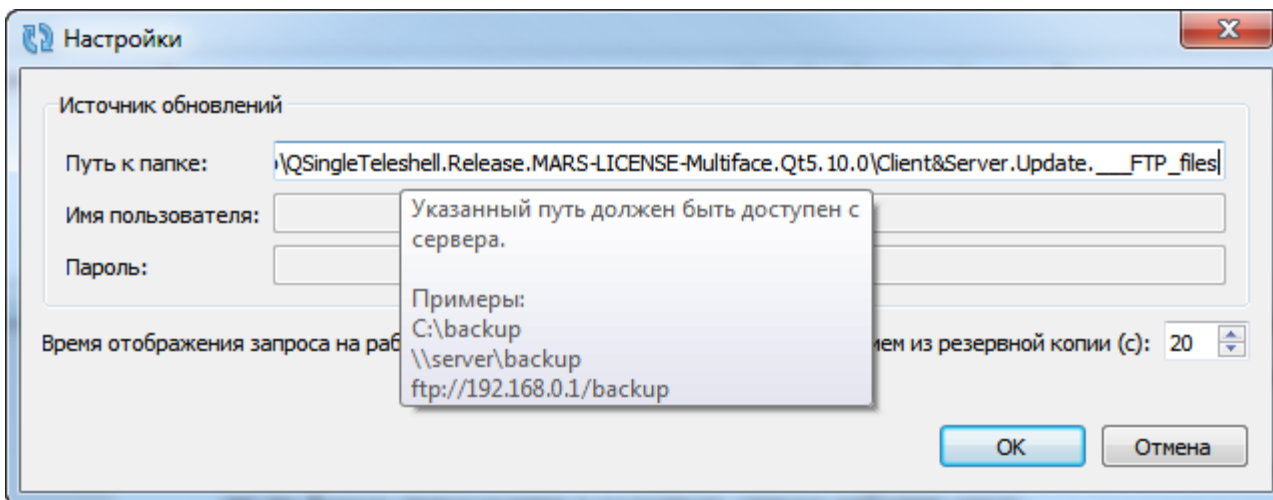 Настройки
Источник обновлений
Путь к папке: \QSingleTeleshell.Release.MARS-LICENSE-Multiface.Qt5.10.0\Client&Server.Update.___FTP_files
Имя пользователя:
Пароль:
Указанный путь должен быть доступен с
сервера.
Примеры:
C:\backup
\\server\backup
ftp://192.168.0.1/backup
Время отображения запроса на раб ием из резервной копии (с): 20
OK Отмена